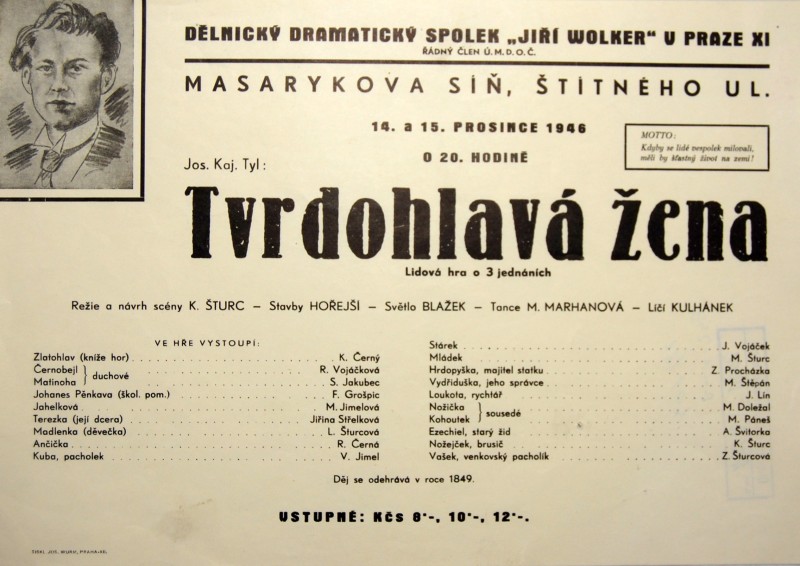 DĚLNICKÝ DRAMATICKÝ SPOLEK „JIŘÍ WOLKER" V PRAZE XI
ŘÁDNÝ ČLEN Ú.M.D.O.Č.
MASARYKOVA SÍŇ, ŠTÍTNÉHO UL.
14. a 15. PROSINCE 1946
O 20. HODINĚ
MOTTO:
Kdyby se lidé vespolek milovali,
měli by šťastný život na zemi!
Jos. Kaj. Tyl:
Tvrdohlavá žena
Lidová hra o 3 jednáních
Režie a návrh scény K. ŠTURC – Stavby HOŘEJŠÍ – Světlo BLAŽEK – Tance M. MARHANOVÁ – Líčí KULHÁNEK
VE HŘE VYSTOUPÍ:
Zlatohlav (kníže hor) K. Černý
Černobejl } duchové R. Vojáčková
Matinoha } duchové S. Jakubec
Johanes Pěnkava (škol. pom.) F. Grošpic
Jahelková M. Jimelová
Terezka (její dcera) Jiřina Střelková
Madlenka (děvečka) L. Šturcová
Ančička R. Černá
Kuba, pacholek V. Jimel
Stárek J. Vojáček
Mládek M. Šturc
Hrdopyška, majitel statku Z. Procházka
Vydřiduška, jeho správce M. Štěpán
Loukota, rychtář J. Lín
Nožička } sousedé M. Doležal
Kohoutek } sousedé M. Páneš
Ezechiel, starý žid A. Švitorka
Nožejček, brusič K. Šturc
Vašek, venkovský pacholík Z. Šturcová
Děj se odehrává v roce 1849.
VSTUPNÉ: Kčs 8·-, 10·-, 12·-.